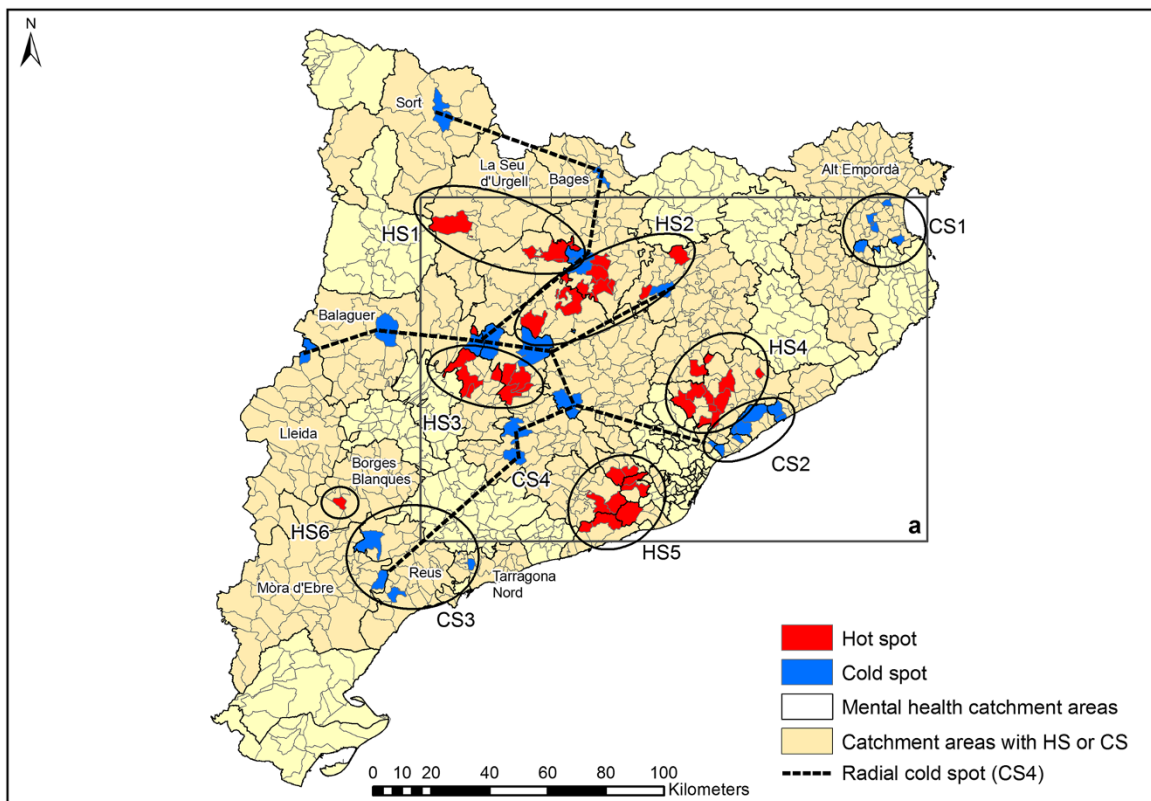 N
Sort
La Seu
d'Urgell
Bages
Alt Empordà
HS1
HS2
CS1
Balaguer
HS4
HS3
Lleida
CS2
CS4
Borges
Blanques
HS6
a
HS5
Reus
Móra d'Ebre
Tarragona
Nord
CS3
Hot spot
Cold spot
Mental health catchment areas
Catchment areas with HS or CS
Radial cold spot (CS4)
0 10 20 40 60 80 100
Kilometers